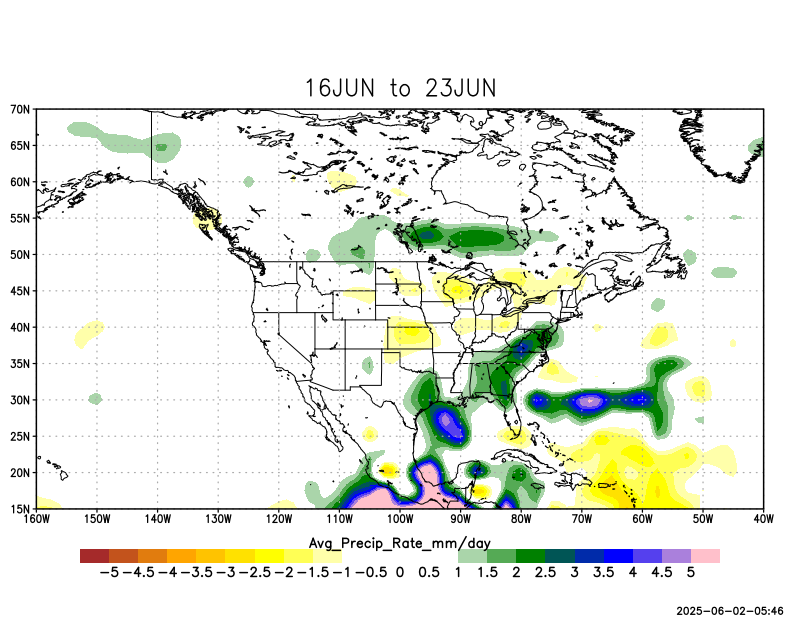 16JUN to 23JUN
70N
65N
60N
55N
50N
45N
40N
35N
30N
25N
20N
15N
160W 150W 140W 130W 120W 110W 100W 90W 80W 70W 60W 50W 40W
Avg_Precip_Rate_mm/day
-5 -4.5 -4 -3.5 -3 -2.5 -2 -1.5 -1 -0.5 0 0.5 1 1.5 2 2.5 3 3.5 4 4.5 5
2025-06-02-05:46